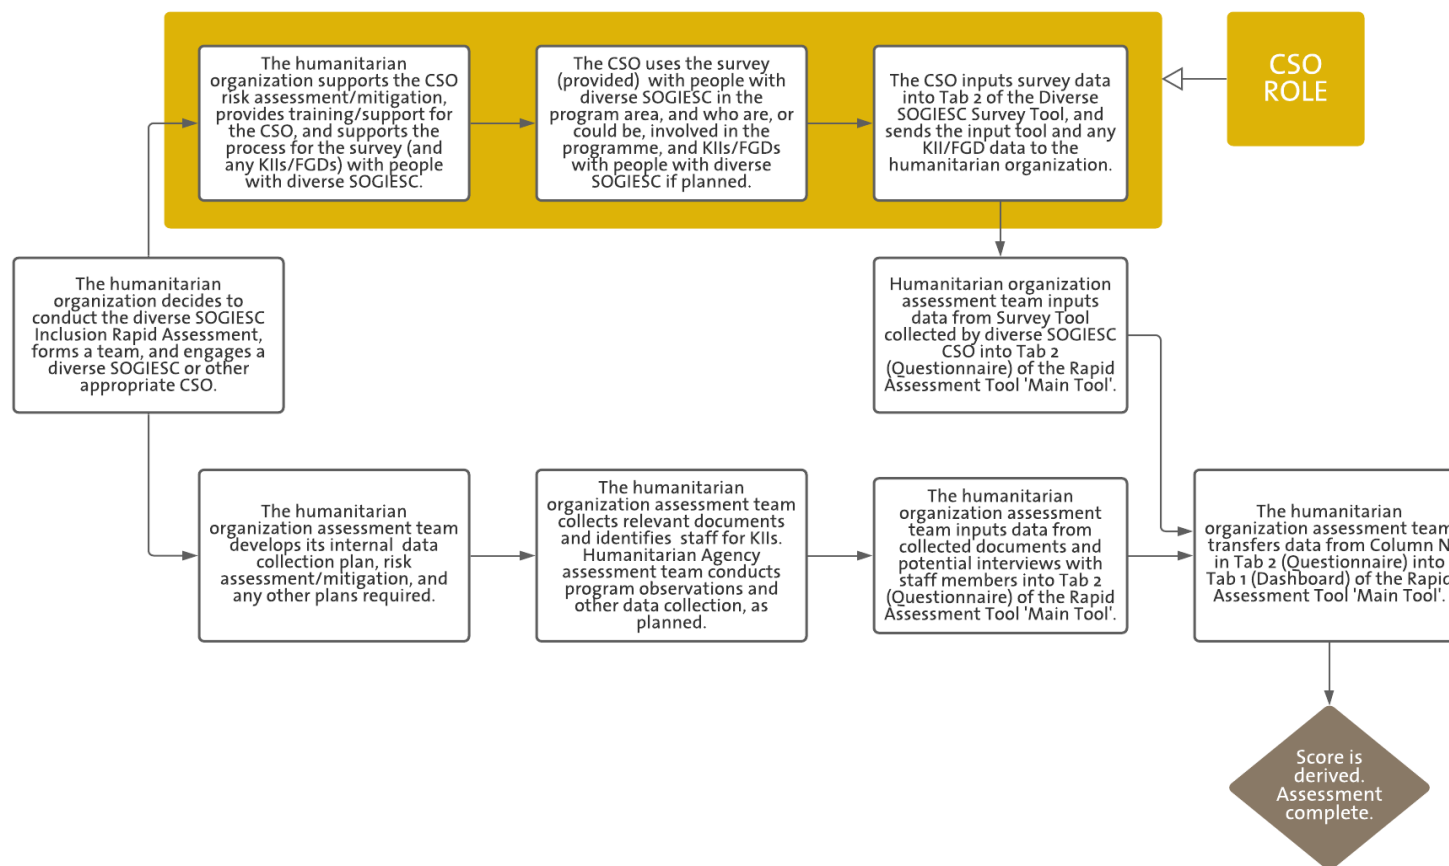 The humanitarian
organization supports the CSO
risk assessment/mitigation,
provides training/support for
the CSO, and supports the
process for the survey (and
any KIIs/FGDs) with people
with diverse SOGIESC.
The CSO uses the survey
(provided) with people with
diverse SOGIESC in the
program area, and who are, or
could be, involved in the
programme, and KIIs/FGDs
with people with diverse
SOGIESC if planned.
The CSO inputs survey data
into Tab 2 of the Diverse
SOGIESC Survey Tool, and
sends the input tool and any
KII/FGD data to the
humanitarian organization.
CSO
ROLE
The humanitarian
organization decides to
conduct the diverse SOGIESC
Inclusion Rapid Assessment,
forms a team, and engages a
diverse SOGIESC or other
appropriate CSO.
Humanitarian organization
assessment team inputs
data from Survey Tool
collected by diverse SOGIESC
CSO into Tab 2
(Questionnaire) of the Rapid
Assessment Tool 'Main Tool'.
The humanitarian
organization assessment team
develops its internal data
collection plan, risk
assessment/mitigation, and
any other plans required.
The humanitarian
organization assessment team
collects relevant documents
and identifies staff for KIIs.
Humanitarian Agency
assessment team conducts
program observations and
other data collection, as
planned.
The humanitarian
organization assessment
team inputs data from
collected documents and
potential interviews with
staff members into Tab 2
(Questionnaire) of the Rapid
Assessment Tool 'Main Tool'.
The humanitarian
organization assessment team
transfers data from Column N
in Tab 2 (Questionnaire) into
Tab 1 (Dashboard) of the Rapid
Assessment Tool 'Main Tool'.
Score is
derived.
Assessment
complete.